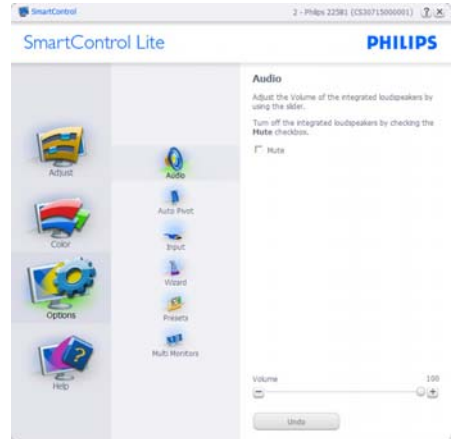 SmartControl
2 - Philips 225B1 (CS30715000001)
SmartControl Lite
PHILIPS
Adjust
Color
Options
Help
Audio
Auto Pivot
Input
Wizard
Presets
Multi Monitors
Audio
Adjust the Volume of the integrated loudspeakers by
using the slider.
Turn off the integrated loudspeakers by checking the
Mute checkbox.
Mute
Volume 100
Undo